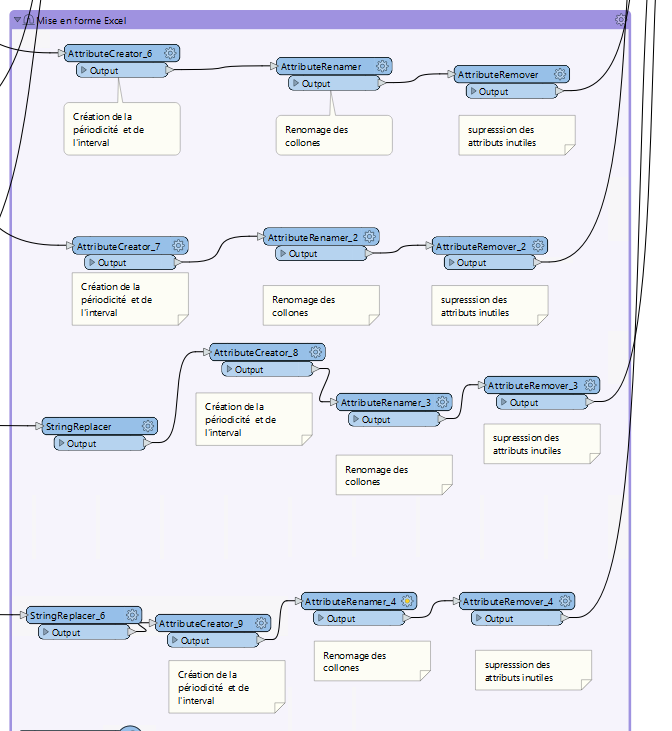 Mise en forme Excel
AttributeCreator_6
Output
AttributeRenamer
Output
AttributeRemover
Output
Création de la
périodicité et de
l'interval
Renomage des
collones
supresssion des
attributs inutiles
AttributeCreator_7
Output
AttributeRenamer_2
Output
AttributeRemover_2
Output
Création de la
périodicité et de
l'interval
Renomage des
collones
supresssion des
attributs inutiles
AttributeCreator_8
Output
AttributeRenamer_3
Output
AttributeRemover_3
Output
StringReplacer
Output
Création de la
périodicité et de
l'interval
Renomage des
collones
supresssion des
attributs inutiles
StringReplacer_6
Output
AttributeCreator_9
Output
AttributeRenamer_4
Output
AttributeRemover_4
Output
Création de la
périodicité et de
l'interval
Renomage des
collones
supresssion des
attributs inutiles